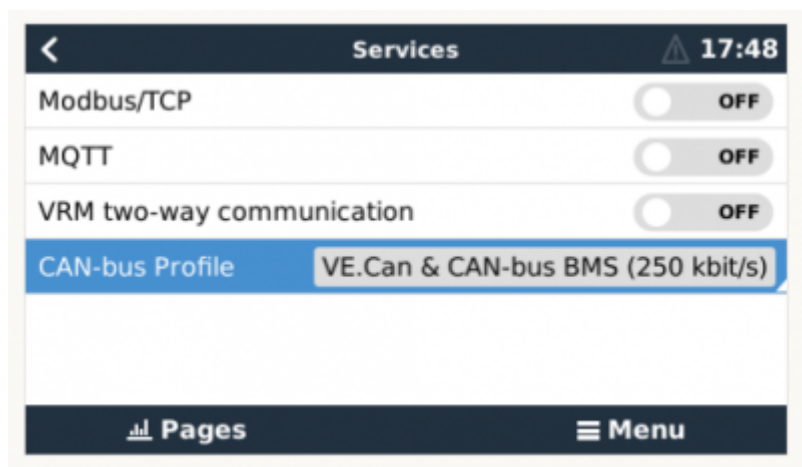 Services 17:48
Modbus/TCP OFF
MQTT OFF
VRM two-way communication OFF
CAN-bus Profile VE.Can & CAN-bus BMS (250 kbit/s)
Pages Menu